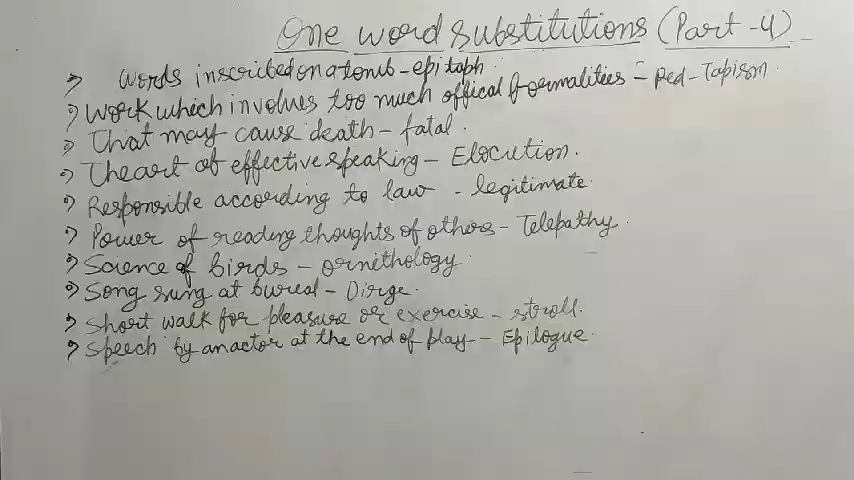 One word Substitutions (Part-4)
words inscribed on a tomb - epitaph
Work which involves too much offical formalities - Red-Tapism.
That may cause death - fatal.
The art of effective speaking - Elocution.
Responsible according to law - legitimate.
Power of reading thoughts of others - Telepathy.
Science of birds - ornithology.
Song sung at bureal - Dirge.
Short walk for pleasure or exercise - stroll.
Speech by an actor at the end of play - Epilogue.